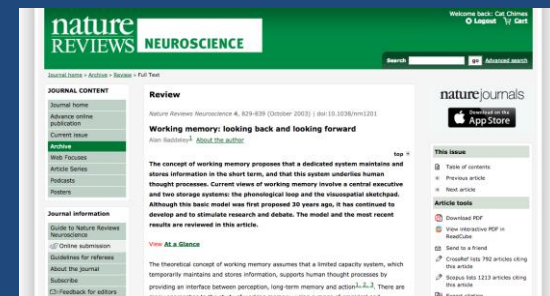 nature
REVIEWS NEUROSCIENCE
Welcome back: Cat Chimes
Logout Cart
Search go Advanced search
Journal home > Archive > Review > Full Text
JOURNAL CONTENT
Journal home
Advance online
publication
Current issue
Archive
Web Focuses
Article Series
Podcasts
Posters
Journal information
Guide to Nature Reviews
Neuroscience
Online submission
Guidelines for referees
About the journal
Subscribe
Feedback for editors
Review
Nature Reviews Neuroscience 4, 829-839 (October 2003) | doi:10.1038/nrn1201
Working memory: looking back and looking forward
Alan Baddeley1 About the author
top
The concept of working memory proposes that a dedicated system maintains and
stores information in the short term, and that this system underlies human
thought processes. Current views of working memory involve a central executive
and two storage systems: the phonological loop and the visuospatial sketchpad.
Although this basic model was first proposed 30 years ago, it has continued to
develop and to stimulate research and debate. The model and the most recent
results are reviewed in this article.
View At a Glance
The theoretical concept of working memory assumes that a limited capacity system, which
temporarily maintains and stores information, supports human thought processes by
providing an interface between perception, long-term memory and action1, 2, 3. There are
naturejournals
Download on the
App Store
This issue
Table of contents
Previous article
Next article
Article tools
Download PDF
View interactive PDF in
ReadCube
Send to a friend
CrossRef lists 792 articles citing
this article
Scopus lists 1213 articles citing
this article
Export citation